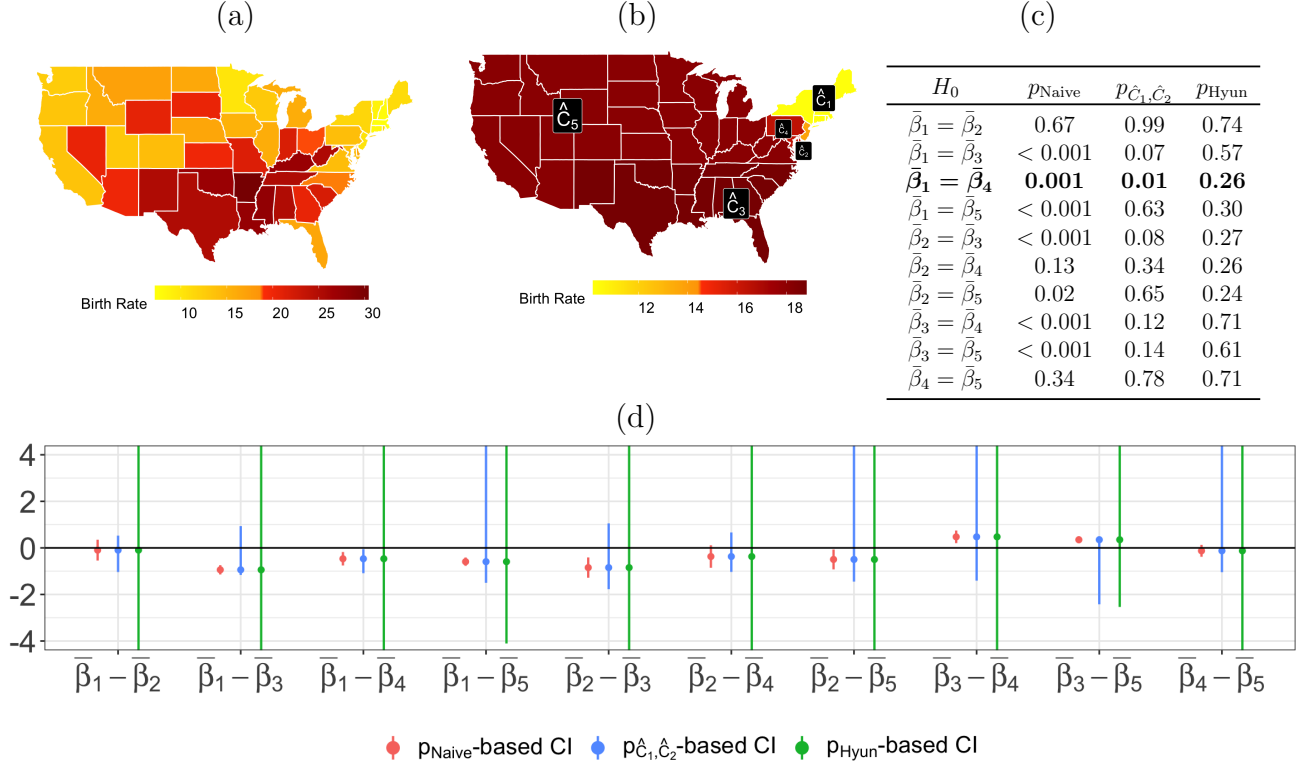 (a)
Birth Rate
10 15 20 25 30
(b)
Ĉ₁
Ĉ₅
Ĉ₄
Ĉ₂
Ĉ₃
Birth Rate
12 14 16 18
(c)
H₀ p_Naive p_Ĉ₁,Ĉ₂ p_Hyun
β̄₁ = β̄₂ 0.67 0.99 0.74
β̄₁ = β̄₃ < 0.001 0.07 0.57
β̄₁ = β̄₄ 0.001 0.01 0.26
β̄₁ = β̄₅ < 0.001 0.63 0.30
β̄₂ = β̄₃ < 0.001 0.08 0.27
β̄₂ = β̄₄ 0.13 0.34 0.26
β̄₂ = β̄₅ 0.02 0.65 0.24
β̄₃ = β̄₄ < 0.001 0.12 0.71
β̄₃ = β̄₅ < 0.001 0.14 0.61
β̄₄ = β̄₅ 0.34 0.78 0.71
(d)
4
2
0
-2
-4
β̄₁−β̄₂ β̄₁−β̄₃ β̄₁−β̄₄ β̄₁−β̄₅ β̄₂−β̄₃ β̄₂−β̄₄ β̄₂−β̄₅ β̄₃−β̄₄ β̄₃−β̄₅ β̄₄−β̄₅
p_Naive-based CI p_Ĉ₁,Ĉ₂-based CI p_Hyun-based CI